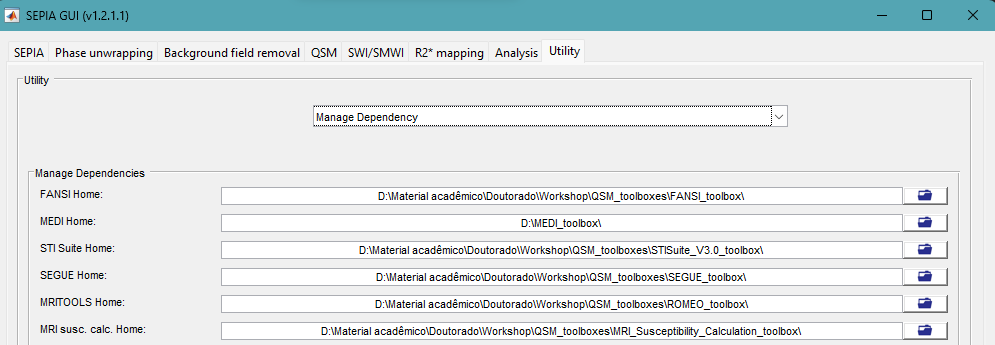 SEPIA GUI (v1.2.1.1)
SEPIA Phase unwrapping Background field removal QSM SWI/SMWI R2* mapping Analysis Utility
Utility
Manage Dependency
Manage Dependencies
FANSI Home: D:\Material acadêmico\Doutorado\Workshop\QSM_toolboxes\FANSI_toolbox\
MEDI Home: D:\MEDI_toolbox\
STI Suite Home: D:\Material acadêmico\Doutorado\Workshop\QSM_toolboxes\STISuite_V3.0_toolbox\
SEGUE Home: D:\Material acadêmico\Doutorado\Workshop\QSM_toolboxes\SEGUE_toolbox\
MRITOOLS Home: D:\Material acadêmico\Doutorado\Workshop\QSM_toolboxes\ROMEO_toolbox\
MRI susc. calc. Home: D:\Material acadêmico\Doutorado\Workshop\QSM_toolboxes\MRI_Susceptibility_Calculation_toolbox\